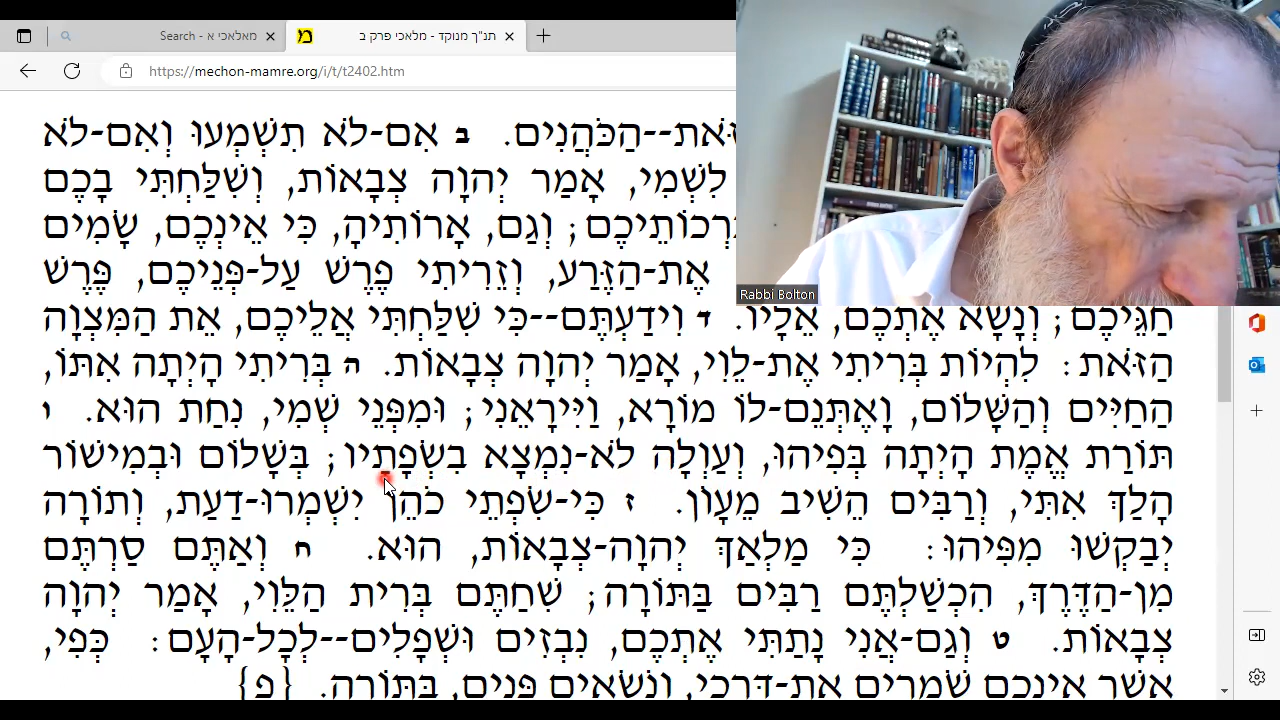 מאלאכי א - Search
תנ"ך מנוקד - מלאכי פרק ב
https://mechon-mamre.org/i/t/t2402.htm
הַכֹּהֲנִים.  ב אִם-לֹא תִשְׁמְעוּ וְאִם-לֹא
לִשְׁמִי, אָמַר יְהוָה צְבָאוֹת, וְשִׁלַּחְתִּי בָכֶם
וְגַם, אָרוֹתִיהָ, כִּי אֵינְכֶם, שָׂמִים
אֶת-הַזֶּרַע, וְזֵרִיתִי פֶרֶשׁ עַל-פְּנֵיכֶם, פֶּרֶשׁ
חַגֵּיכֶם; וְנָשָׂא אֶתְכֶם, אֵלָיו.  ד וִידַעְתֶּם--כִּי שִׁלַּחְתִּי אֲלֵיכֶם, אֵת הַמִּצְוָה
הַזֹּאת:  לִהְיוֹת בְּרִיתִי אֶת-לֵוִי, אָמַר יְהוָה צְבָאוֹת.  ה בְּרִיתִי הָיְתָה אִתּוֹ,
הַחַיִּים וְהַשָּׁלוֹם, וָאֶתְּנֵם-לוֹ מוֹרָא, וַיִּירָאֵנִי; וּמִפְּנֵי שְׁמִי, נִחַת הוּא.  ו
תּוֹרַת אֱמֶת הָיְתָה בְּפִיהוּ, וְעַוְלָה לֹא-נִמְצָא בִשְׂפָתָיו; בְּשָׁלוֹם וּבְמִישׁוֹר
הָלַךְ אִתִּי, וְרַבִּים הֵשִׁיב מֵעָו‍ֹן.  ז כִּי-שִׂפְתֵי כֹהֵן יִשְׁמְרוּ-דַעַת, וְתוֹרָה
יְבַקְשׁוּ מִפִּיהוּ:  כִּי מַלְאַךְ יְהוָה-צְבָאוֹת, הוּא.  ח וְאַתֶּם סַרְתֶּם
מִן-הַדֶּרֶךְ, הִכְשַׁלְתֶּם רַבִּים בַּתּוֹרָה; שִׁחַתֶּם בְּרִית הַלֵּוִי, אָמַר יְהוָה
צְבָאוֹת.  ט וְגַם-אֲנִי נָתַתִּי אֶתְכֶם, נִבְזִים וּשְׁפָלִים--לְכָל-הָעָם:  כְּפִי,
אֲשֶׁר אֵינְכֶם שֹׁמְרִים אֶת-דְּרָכַי, וְנֹשְׂאִים פָּנִים, בַּתּוֹרָה.  {פ}
Rabbi Bolton